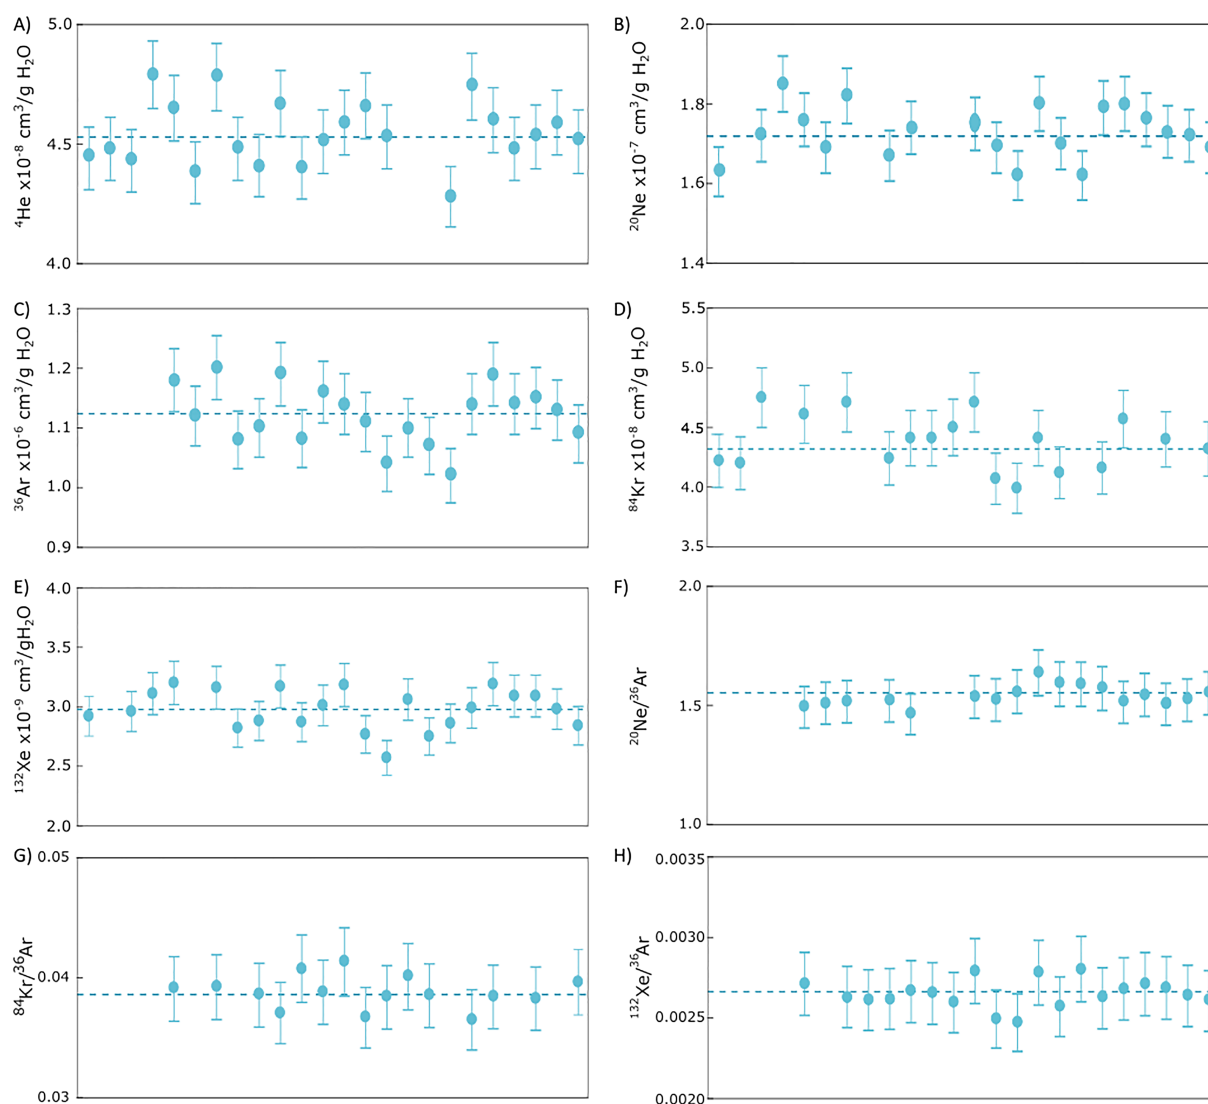 A)
5.0
4.5
4.0
⁴He x10⁻⁸ cm³/g H₂O
B)
2.0
1.8
1.6
1.4
²⁰Ne x10⁻⁷ cm³/g H₂O
C)
1.3
1.2
1.1
1.0
0.9
³⁶Ar x10⁻⁶ cm³/g H₂O
D)
5.5
5.0
4.5
4.0
3.5
⁸⁴Kr x10⁻⁸ cm³/g H₂O
E)
4.0
3.5
3.0
2.5
2.0
¹³²Xe x10⁻⁹ cm³/gH₂O
F)
2.0
1.5
1.0
²⁰Ne/³⁶Ar
G)
0.05
0.04
0.03
⁸⁴Kr/³⁶Ar
H)
0.0035
0.0030
0.0025
0.0020
¹³²Xe/³⁶Ar